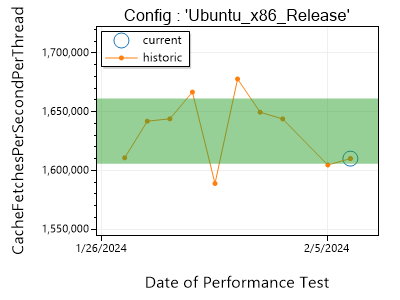 Config : 'Ubuntu_x86_Release'
CacheFetchesPerSecondPerThread
1,700,000
1,650,000
1,600,000
1,550,000
current
historic
1/26/2024
2/5/2024
Date of Performance Test